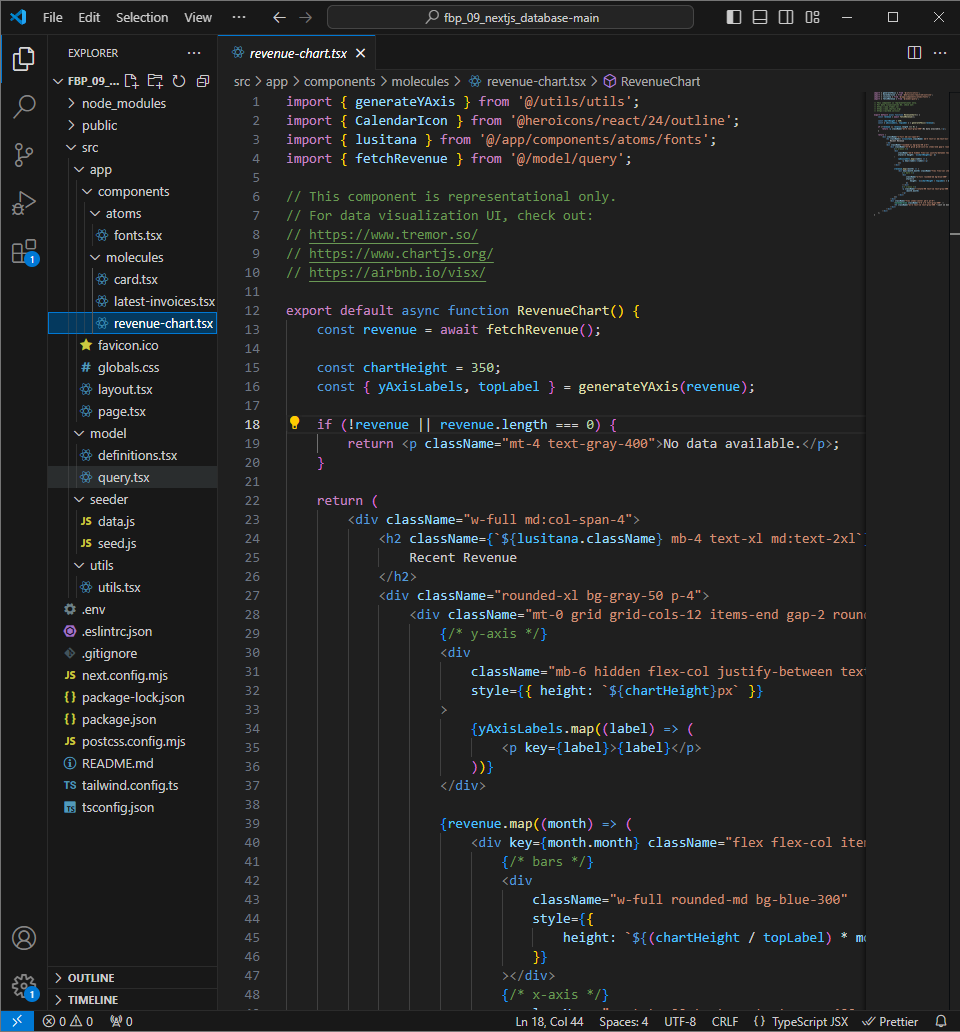 File Edit Selection View ··· fbp_09_nextjs_database-main
EXPLORER ···
FBP_09_...
node_modules
public
src
app
components
atoms
fonts.tsx
molecules
card.tsx
latest-invoices.tsx
revenue-chart.tsx
favicon.ico
# globals.css
layout.tsx
page.tsx
model
definitions.tsx
query.tsx
seeder
JS data.js
JS seed.js
utils
utils.tsx
.env
.eslintrc.json
.gitignore
JS next.config.mjs
{} package-lock.json
{} package.json
JS postcss.config.mjs
README.md
TS tailwind.config.ts
TS tsconfig.json
OUTLINE
TIMELINE
1
1
revenue-chart.tsx
src > app > components > molecules > revenue-chart.tsx > RevenueChart
1 import { generateYAxis } from '@/utils/utils';
2 import { CalendarIcon } from '@heroicons/react/24/outline';
3 import { lusitana } from '@/app/components/atoms/fonts';
4 import { fetchRevenue } from '@/model/query';
5
6 // This component is representational only.
7 // For data visualization UI, check out:
8 // https://www.tremor.so/
9 // https://www.chartjs.org/
10 // https://airbnb.io/visx/
11
12 export default async function RevenueChart() {
13 const revenue = await fetchRevenue();
14
15 const chartHeight = 350;
16 const { yAxisLabels, topLabel } = generateYAxis(revenue);
17
18 if (!revenue || revenue.length === 0) {
19 return <p className="mt-4 text-gray-400">No data available.</p>;
20 }
21
22 return (
23 <div className="w-full md:col-span-4">
24 <h2 className={`${lusitana.className} mb-4 text-xl md:text-2xl`}
25 Recent Revenue
26 </h2>
27 <div className="rounded-xl bg-gray-50 p-4">
28 <div className="mt-0 grid grid-cols-12 items-end gap-2 roun
29 {/* y-axis */}
30 <div
31 className="mb-6 hidden flex-col justify-between tex
32 style={{ height: `${chartHeight}px` }}
33 >
34 {yAxisLabels.map((label) => (
35 <p key={label}>{label}</p>
36 ))}
37 </div>
38
39 {revenue.map((month) => (
40 <div key={month.month} className="flex flex-col iter
41 {/* bars */}
42 <div
43 className="w-full rounded-md bg-blue-300"
44 style={{
45 height: `${(chartHeight / topLabel) * mo
46 }}
47 ></div>
48 {/* x-axis */}
0 0 0 Ln 18, Col 44 Spaces: 4 UTF-8 CRLF {} TypeScript JSX Prettier